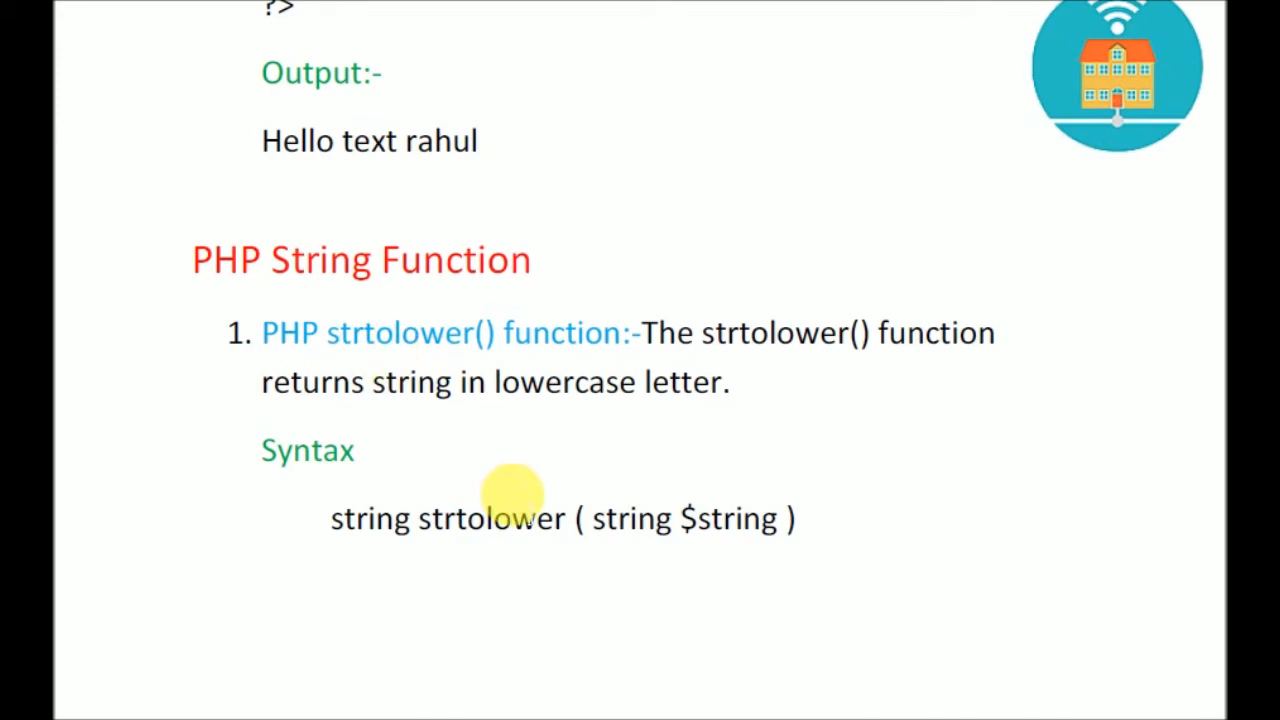 ?>
Output:-
Hello text rahul
PHP String Function
1. PHP strtolower() function:-The strtolower() function
returns string in lowercase letter.
Syntax
string strtolower ( string $string )